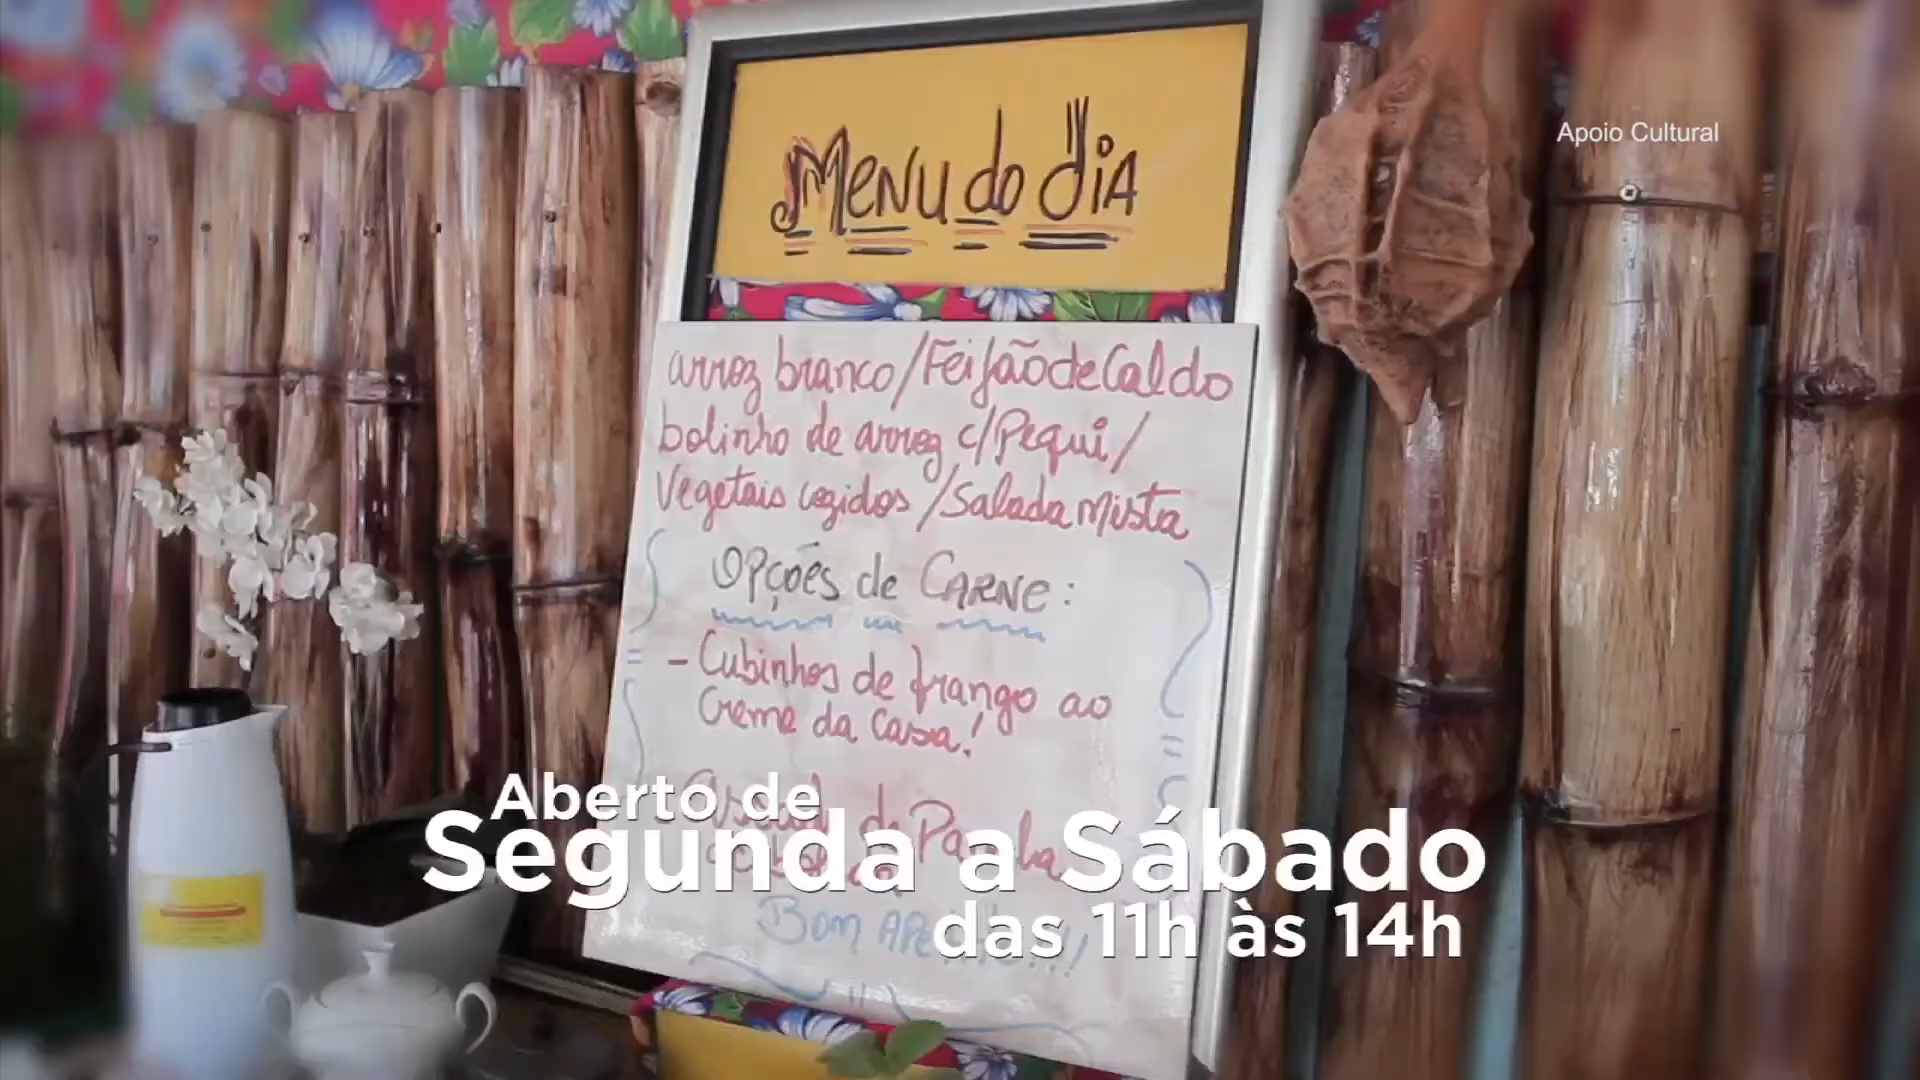 Menu do dia
Apoio Cultural
arroz branco/Feijão de Caldo
bolinho de arroz c/Pequi/
Vegetais cozidos/Salada Mista
Opções de Carne:
- Cubinhos de frango ao
Creme da Casa!
Aberto de
Segunda a Sábado
das 11h às 14h
Bom